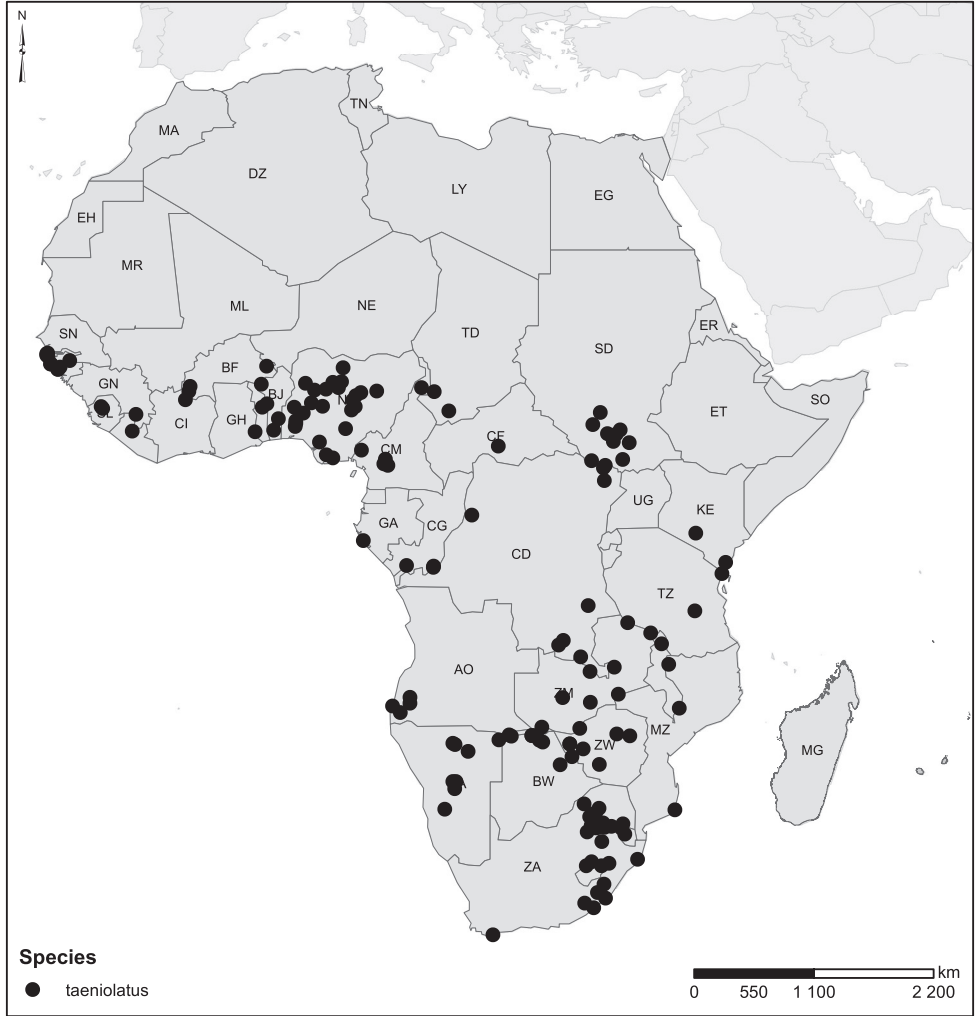 N
TN
MA
DZ
LY
EG
EH
MR
ML
NE
TD
SD
ER
SN
BF
GN
BJ
SO
ET
CI
GH
CF
CM
UG
KE
GA
CG
CD
TZ
AO
ZM
MZ
ZW
MG
BW
ZA
Species
taeniolatus
km
0 550 1 100 2 200